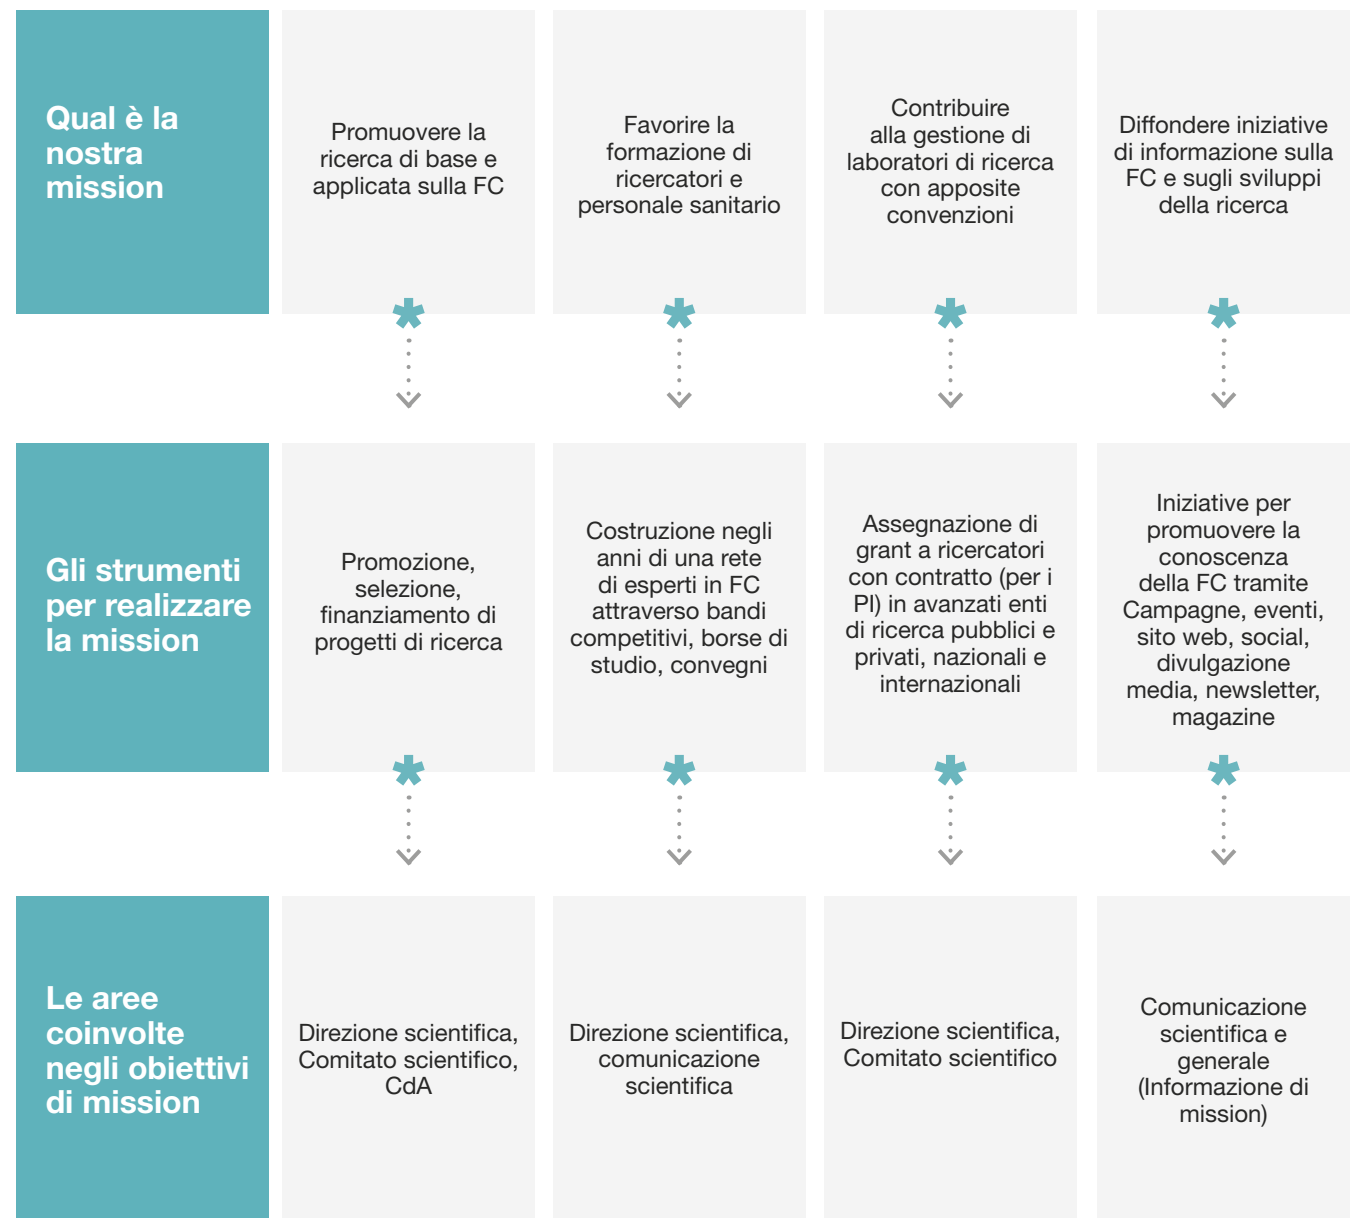 Qual è la
nostra
mission
Promuovere la
ricerca di base e
applicata sulla FC
Favorire la
formazione di
ricercatori e
personale sanitario
Contribuire
alla gestione di
laboratori di ricerca
con apposite
convenzioni
Diffondere iniziative
di informazione sulla
FC e sugli sviluppi
della ricerca
Gli strumenti
per realizzare
la mission
Promozione,
selezione,
finanziamento di
progetti di ricerca
Costruzione negli
anni di una rete
di esperti in FC
attraverso bandi
competitivi, borse di
studio, convegni
Assegnazione di
grant a ricercatori
con contratto (per i
PI) in avanzati enti
di ricerca pubblici e
privati, nazionali e
internazionali
Iniziative per
promuovere la
conoscenza
della FC tramite
Campagne, eventi,
sito web, social,
divulgazione
media, newsletter,
magazine
Le aree
coinvolte
negli obiettivi
di mission
Direzione scientifica,
Comitato scientifico,
CdA
Direzione scientifica,
comunicazione
scientifica
Direzione scientifica,
Comitato scientifico
Comunicazione
scientifica e
generale
(Informazione di
mission)